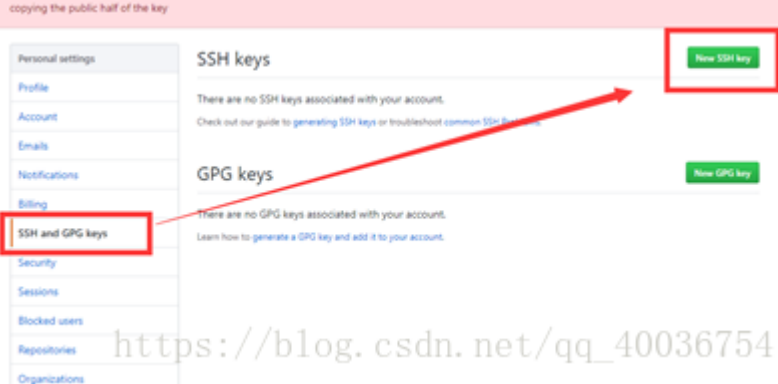 copying the public half of the key
Personal settings
Profile
Account
Emails
Notifications
Billing
SSH and GPG keys
Security
Sessions
Blocked users
Repositories
Organizations
SSH keys
New SSH key
There are no SSH keys associated with your account.
Check out our guide to generating SSH keys or troubleshoot common SSH
GPG keys
New GPG key
There are no GPG keys associated with your account.
Learn how to generate a GPG key and add it to your account.
https://blog.csdn.net/qq_40036754